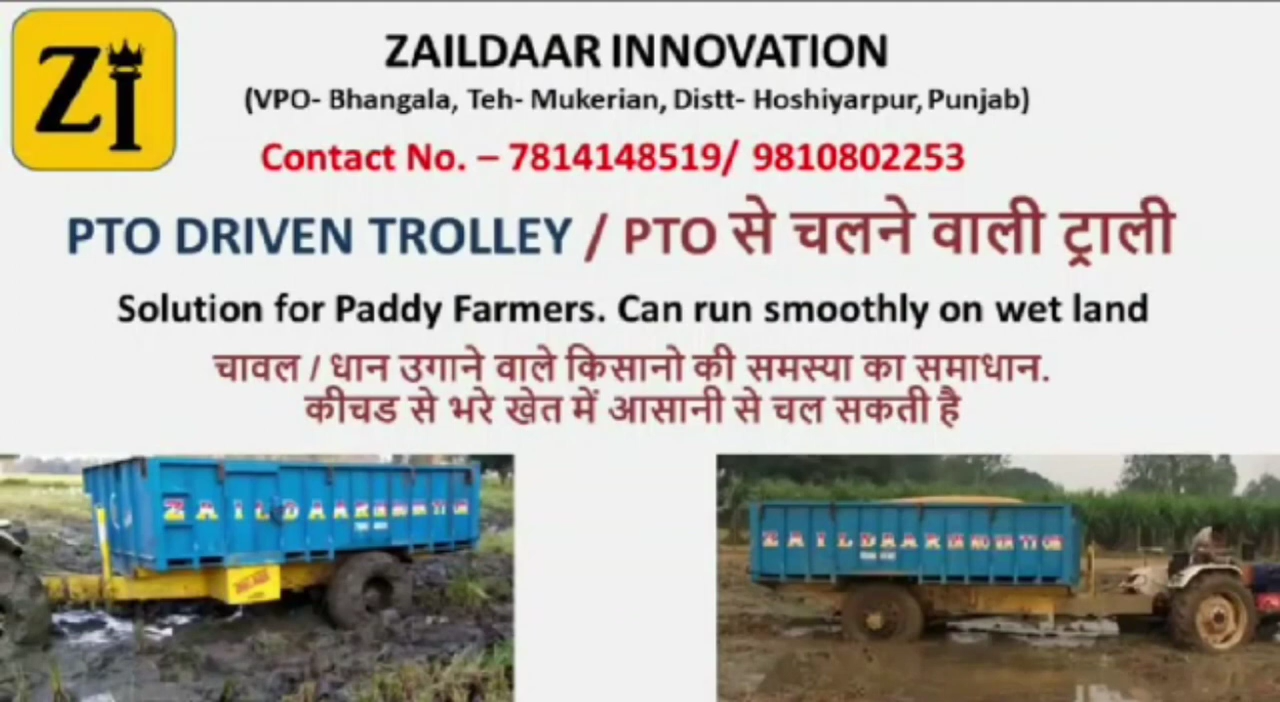 ZI
ZAILDAAR INNOVATION
(VPO- Bhangala, Teh- Mukerian, Distt- Hoshiyarpur, Punjab)
Contact No. – 7814148519/ 9810802253
PTO DRIVEN TROLLEY / PTO से चलने वाली ट्राली
Solution for Paddy Farmers. Can run smoothly on wet land
चावल / धान उगाने वाले किसानो की समस्या का समाधान.
कीचड से भरे खेत में आसानी से चल सकती है
ZAILDAAR
ZAILDAAR